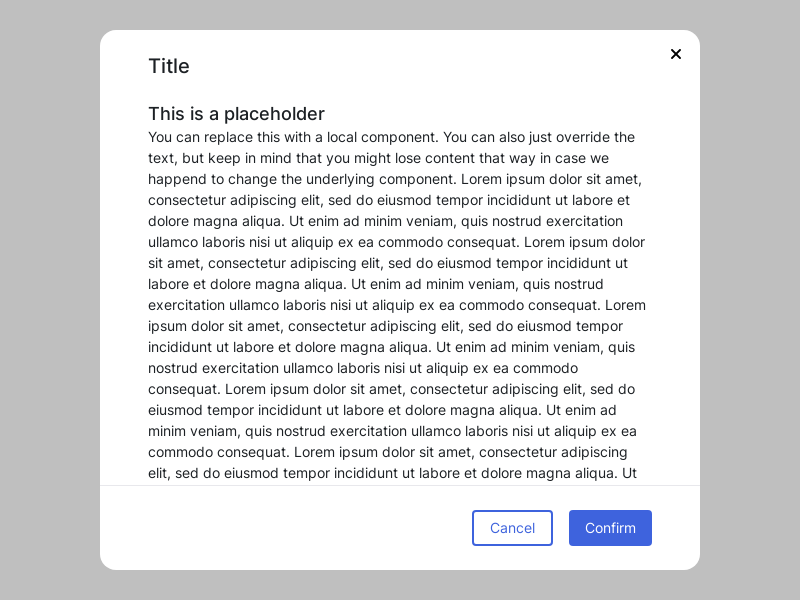 Title
This is a placeholder
You can replace this with a local component. You can also just override the
text, but keep in mind that you might lose content that way in case we
happend to change the underlying component. Lorem ipsum dolor sit amet,
consectetur adipiscing elit, sed do eiusmod tempor incididunt ut labore et
dolore magna aliqua. Ut enim ad minim veniam, quis nostrud exercitation
ullamco laboris nisi ut aliquip ex ea commodo consequat. Lorem ipsum dolor
sit amet, consectetur adipiscing elit, sed do eiusmod tempor incididunt ut
labore et dolore magna aliqua. Ut enim ad minim veniam, quis nostrud
exercitation ullamco laboris nisi ut aliquip ex ea commodo consequat. Lorem
ipsum dolor sit amet, consectetur adipiscing elit, sed do eiusmod tempor
incididunt ut labore et dolore magna aliqua. Ut enim ad minim veniam, quis
nostrud exercitation ullamco laboris nisi ut aliquip ex ea commodo
consequat. Lorem ipsum dolor sit amet, consectetur adipiscing elit, sed do
eiusmod tempor incididunt ut labore et dolore magna aliqua. Ut enim ad
minim veniam, quis nostrud exercitation ullamco laboris nisi ut aliquip ex ea
commodo consequat. Lorem ipsum dolor sit amet, consectetur adipiscing
elit, sed do eiusmod tempor incididunt ut labore et dolore magna aliqua. Ut
Cancel
Confirm